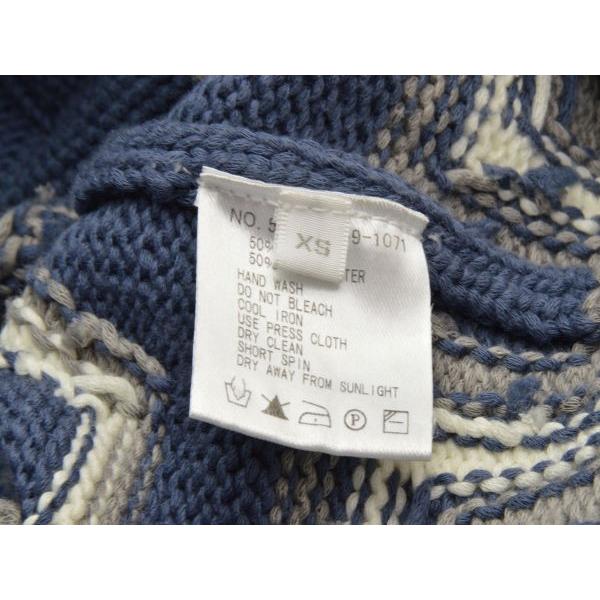 NO. 5 9-1071
XS
50%
50% TER
HAND WASH
DO NOT BLEACH
COOL IRON
USE PRESS CLOTH
DRY CLEAN
SHORT SPIN
DRY AWAY FROM SUNLIGHT
P